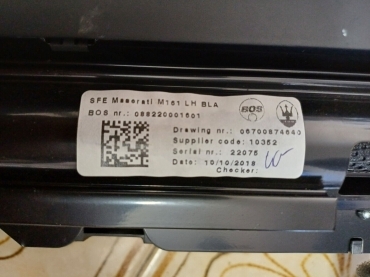 SFE Maserati M161 LH BLA
BOS nr.: 088220001501
BOS
Drawing nr.: 06700874640
Supplier code: 10352
Serial nr.: 22075
Date: 10/10/2018
Checker: